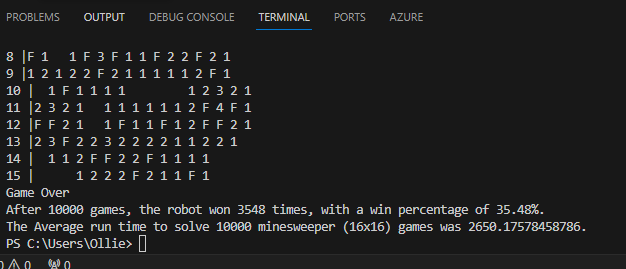 PROBLEMS OUTPUT DEBUG CONSOLE TERMINAL PORTS AZURE
8 |F 1   1 F 3 F 1 1 F 2 2 F 2 1
9 |1 2 1 2 2 F 2 1 1 1 1 1 2 F 1
10 |  1 F 1 1 1 1         1 2 3 2 1
11 |2 3 2 1   1 1 1 1 1 1 2 F 4 F 1
12 |F F 2 1   1 F 1 1 F 1 2 F F 2 1
13 |2 3 F 2 2 3 2 2 2 2 1 1 2 2 1
14 |  1 1 2 F F 2 2 F 1 1 1 1
15 |      1 2 2 2 F 2 1 1 F 1
Game Over
After 10000 games, the robot won 3548 times, with a win percentage of 35.48%.
The Average run time to solve 10000 minesweeper (16x16) games was 2650.17578458786.
PS C:\Users\Ollie>
0 0